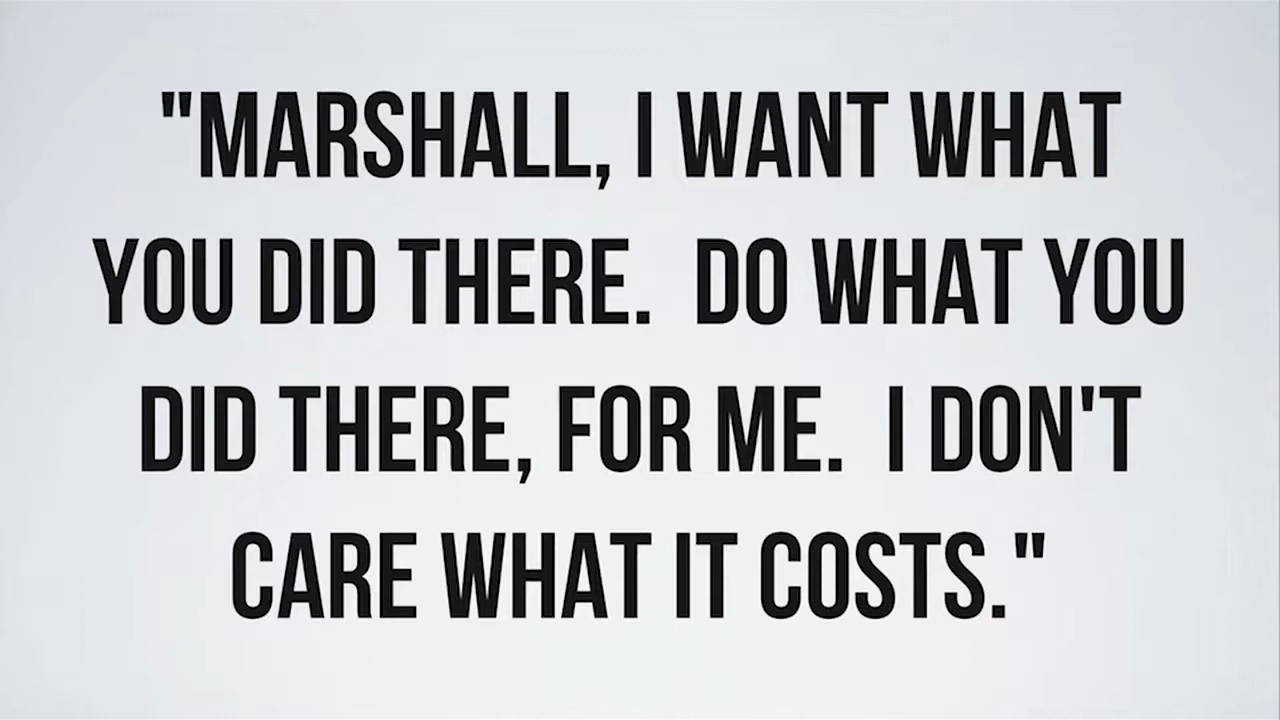 "MARSHALL, I WANT WHAT
YOU DID THERE.  DO WHAT YOU
DID THERE, FOR ME.  I DON'T
CARE WHAT IT COSTS."